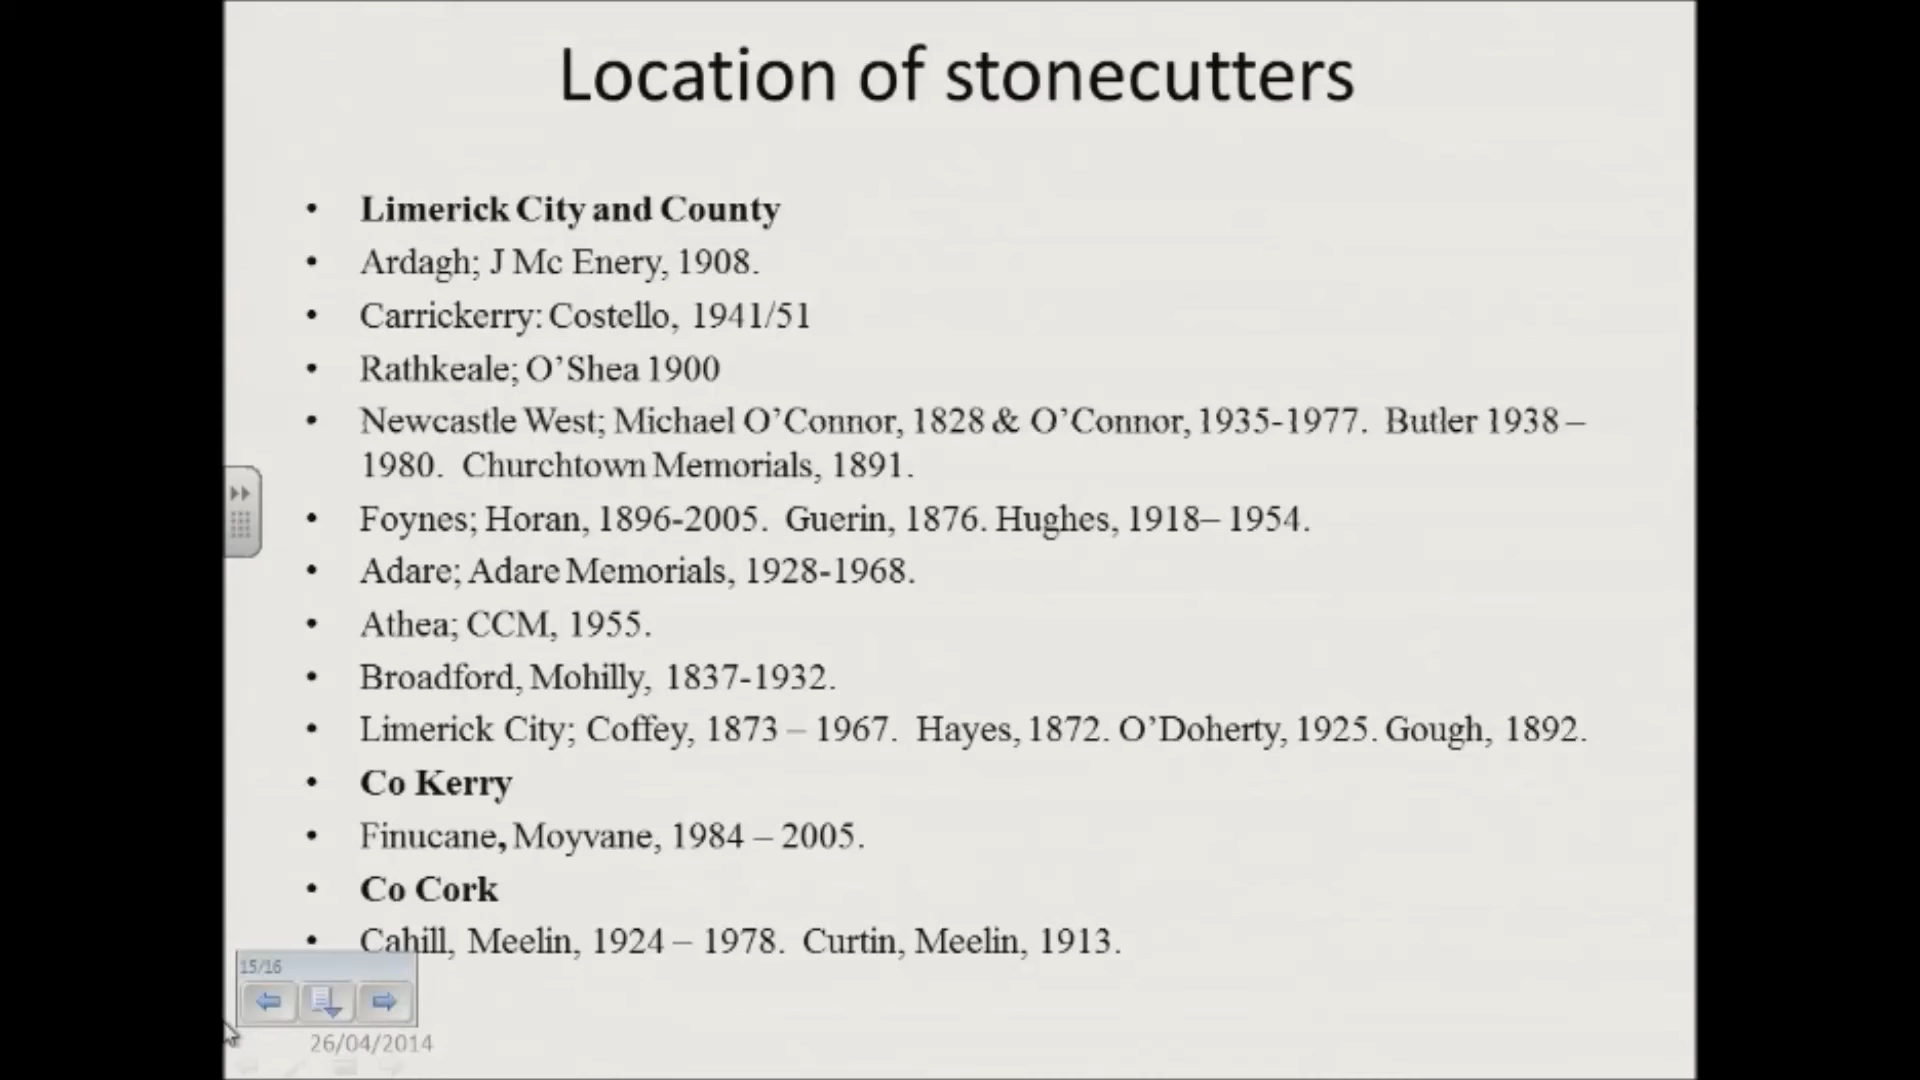 Location of stonecutters
• Limerick City and County
• Ardagh; J Mc Enery, 1908.
• Carrickerry: Costello, 1941/51
• Rathkeale; O’Shea 1900
• Newcastle West; Michael O’Connor, 1828 & O’Connor, 1935-1977. Butler 1938 –
1980. Churchtown Memorials, 1891.
• Foynes; Horan, 1896-2005. Guerin, 1876. Hughes, 1918– 1954.
• Adare; Adare Memorials, 1928-1968.
• Athea; CCM, 1955.
• Broadford, Mohilly, 1837-1932.
• Limerick City; Coffey, 1873 – 1967. Hayes, 1872. O’Doherty, 1925. Gough, 1892.
• Co Kerry
• Finucane, Moyvane, 1984 – 2005.
• Co Cork
• Cahill, Meelin, 1924 – 1978. Curtin, Meelin, 1913.
15/16
26/04/2014